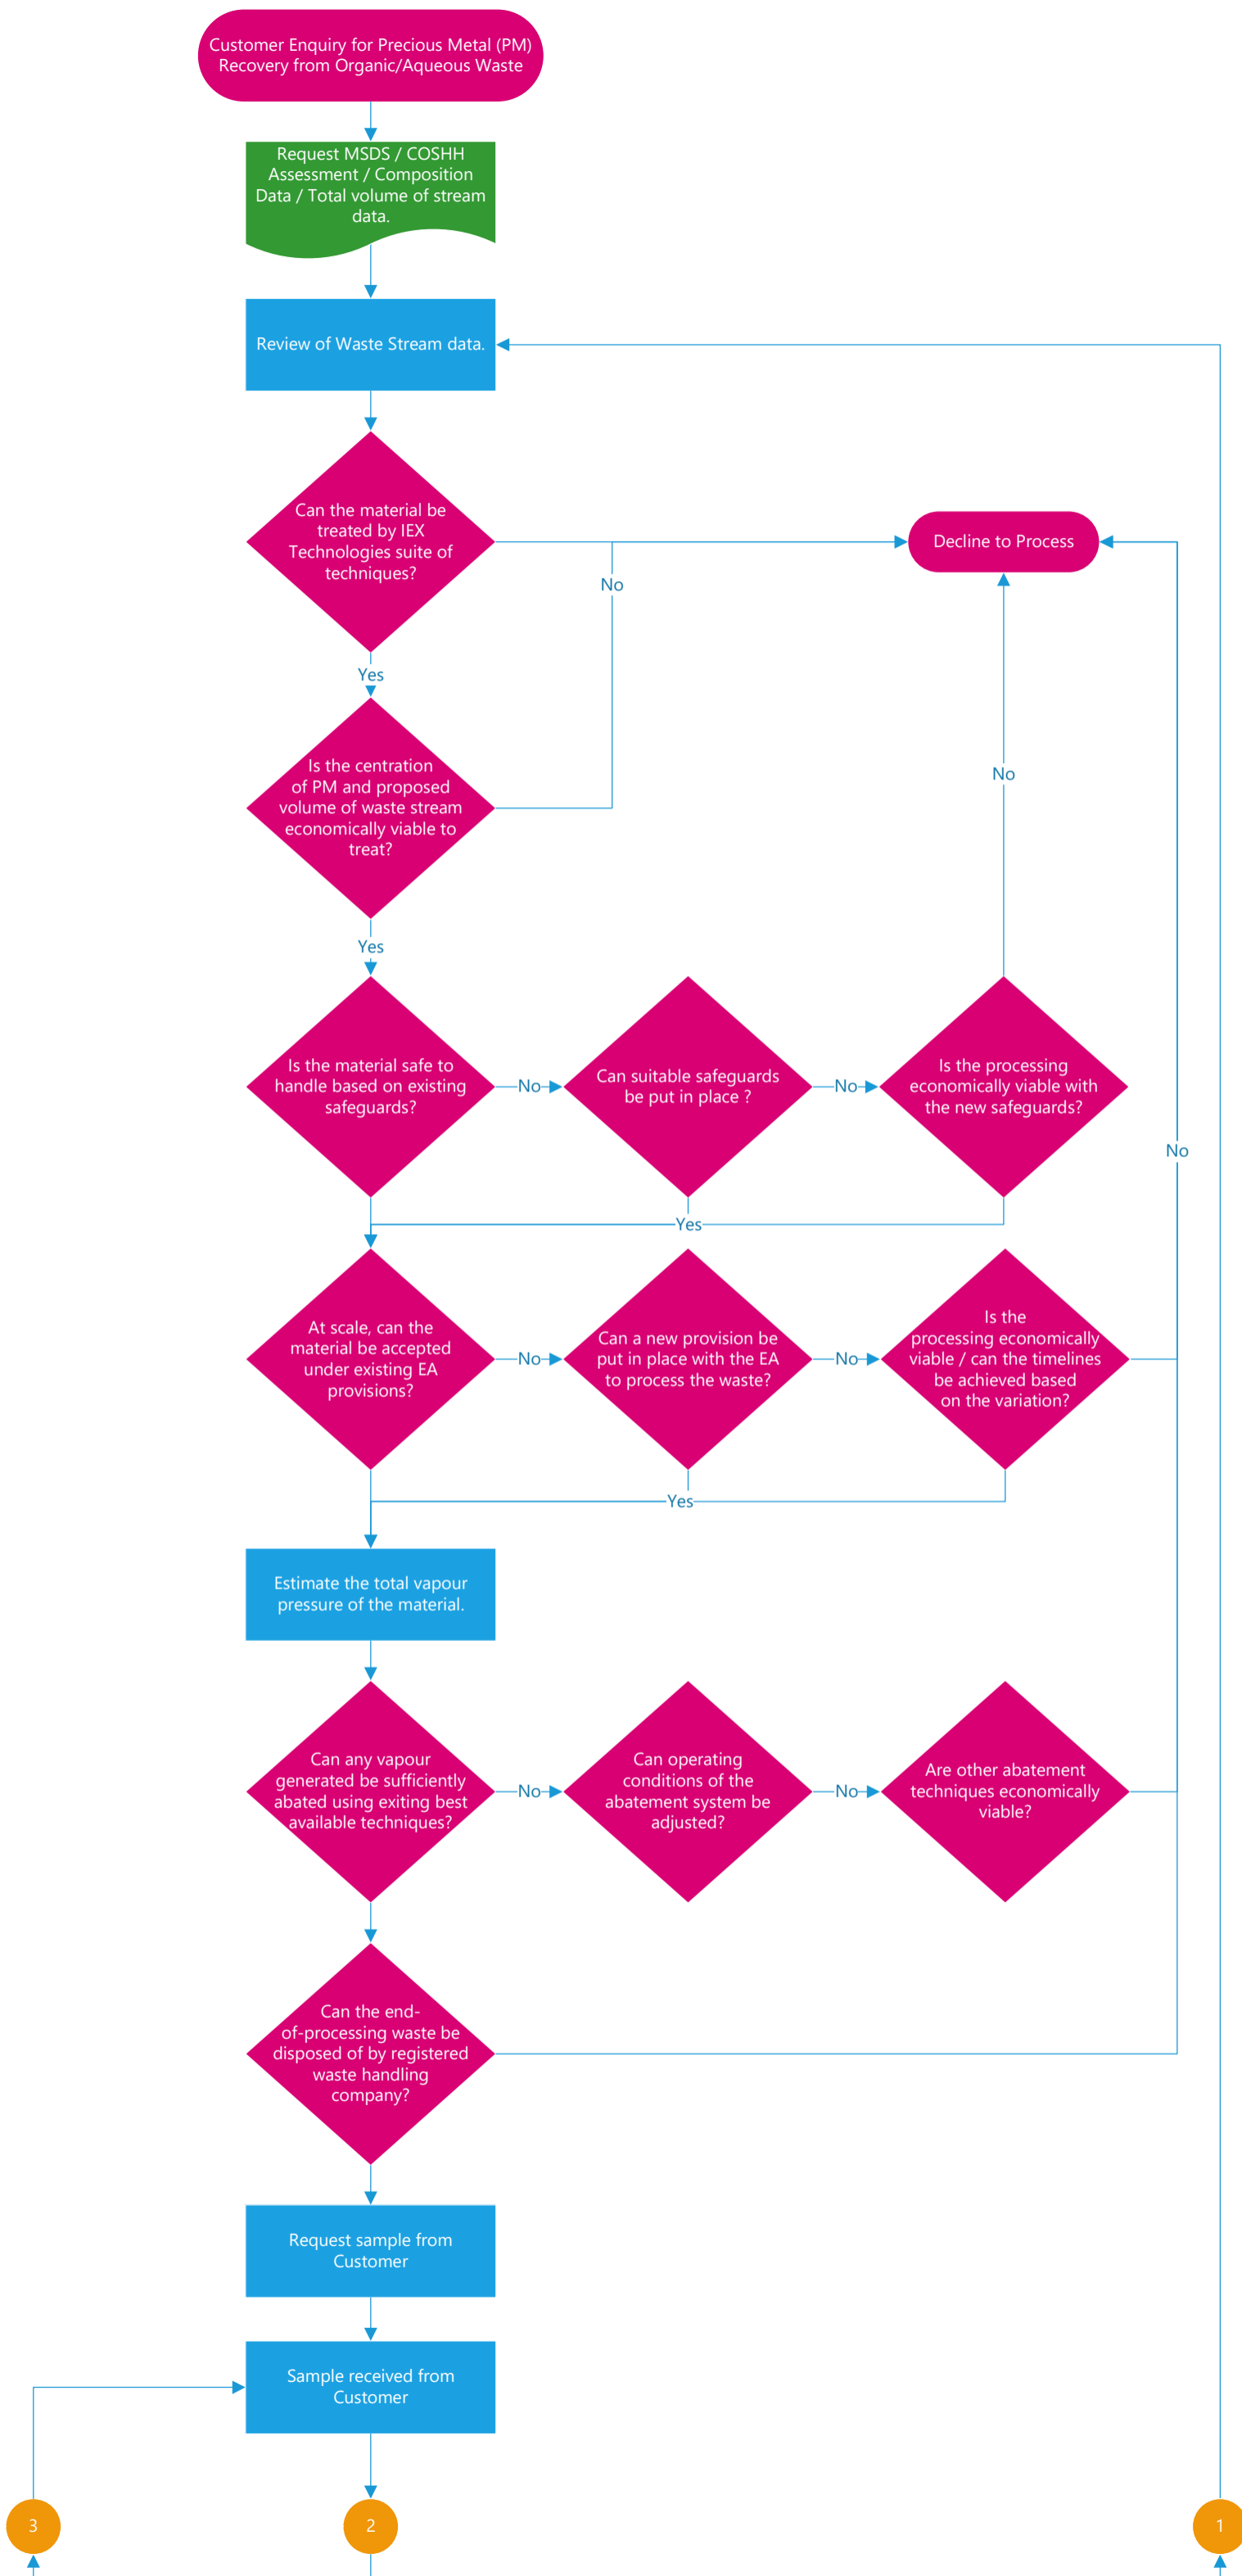 Customer Enquiry for Precious Metal (PM)
Recovery from Organic/Aqueous Waste
Request MSDS / COSHH
Assessment / Composition
Data / Total volume of stream
data.
Review of Waste Stream data.
Can the material be
treated by IEX
Technologies suite of
techniques?
Decline to Process
No
Yes
Is the centration
of PM and proposed
volume of waste stream
economically viable to
treat?
No
Yes
Is the material safe to
handle based on existing
safeguards?
No
Can suitable safeguards
be put in place ?
No
Is the processing
economically viable with
the new safeguards?
No
Yes
At scale, can the
material be accepted
under existing EA
provisions?
No
Can a new provision be
put in place with the EA
to process the waste?
No
Is the
processing economically
viable / can the timelines
be achieved based
on the variation?
Yes
Estimate the total vapour
pressure of the material.
Can any vapour
generated be sufficiently
abated using exiting best
available techniques?
No
Can operating
conditions of the
abatement system be
adjusted?
No
Are other abatement
techniques economically
viable?
Can the end-
of-processing waste be
disposed of by registered
waste handling
company?
Request sample from
Customer
Sample received from
Customer
3
2
1